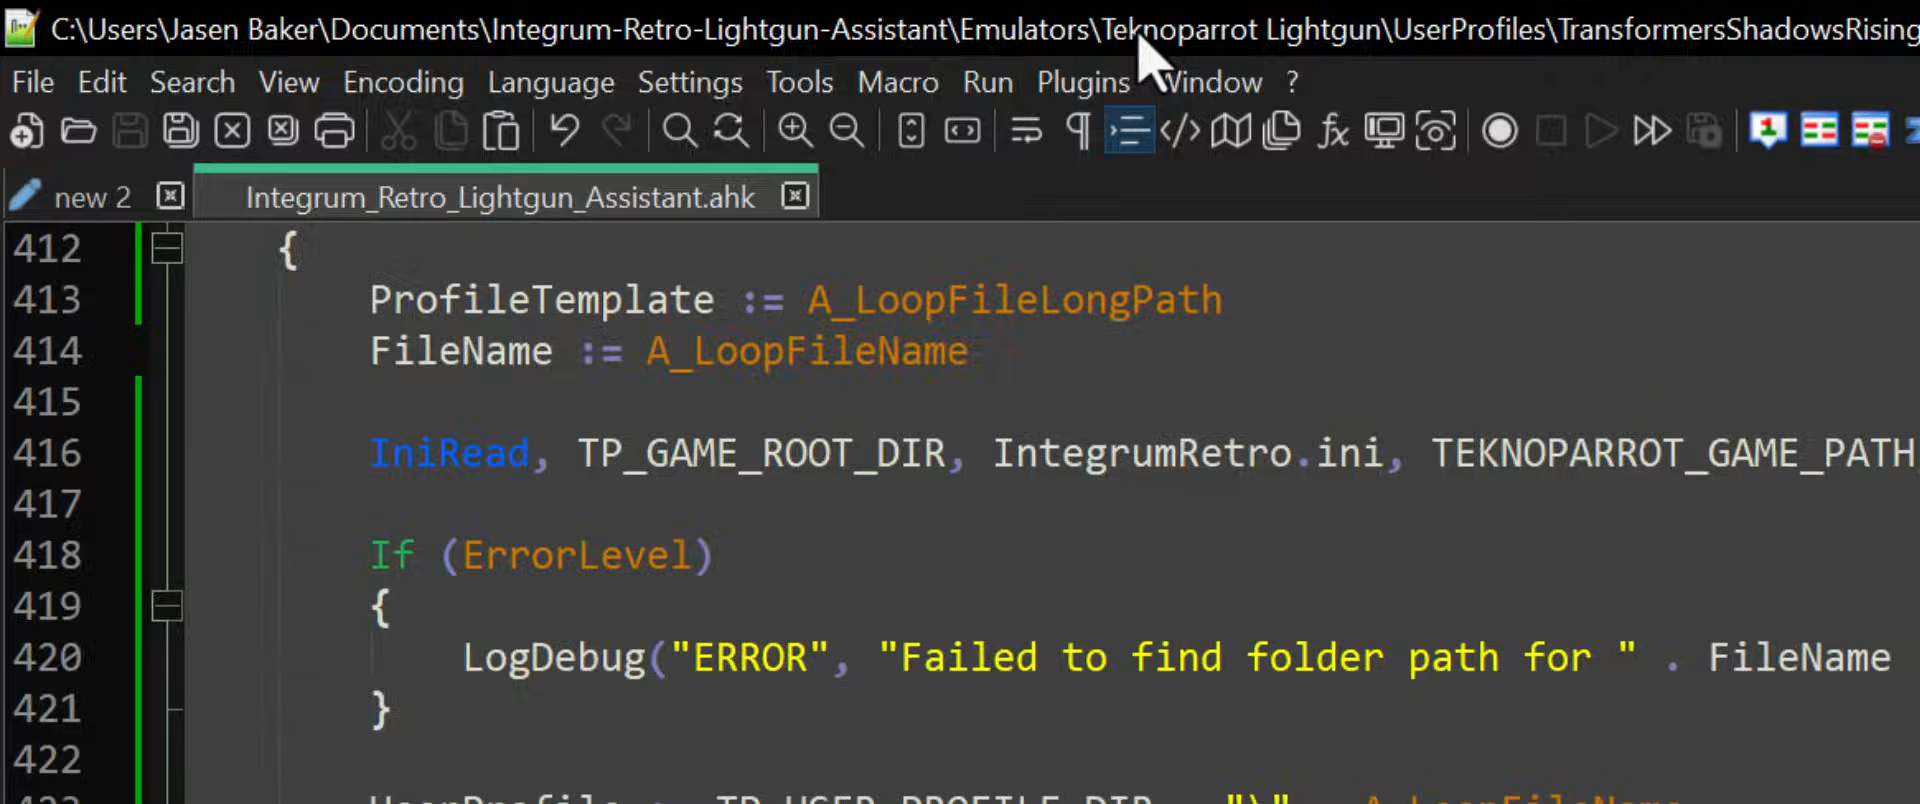 C:\Users\Jasen Baker\Documents\Integrum-Retro-Lightgun-Assistant\Emulators\Teknoparrot Lightgun\UserProfiles\TransformersShadowsRising
File Edit Search View Encoding Language Settings Tools Macro Run Plugins Window ?
new 2 Integrum_Retro_Lightgun_Assistant.ahk
412 {
413 ProfileTemplate := A_LoopFileLongPath
414 FileName := A_LoopFileName
415
416 IniRead, TP_GAME_ROOT_DIR, IntegrumRetro.ini, TEKNOPARROT_GAME_PATH
417
418 If (ErrorLevel)
419 {
420 LogDebug("ERROR", "Failed to find folder path for " . FileName
421 }
422